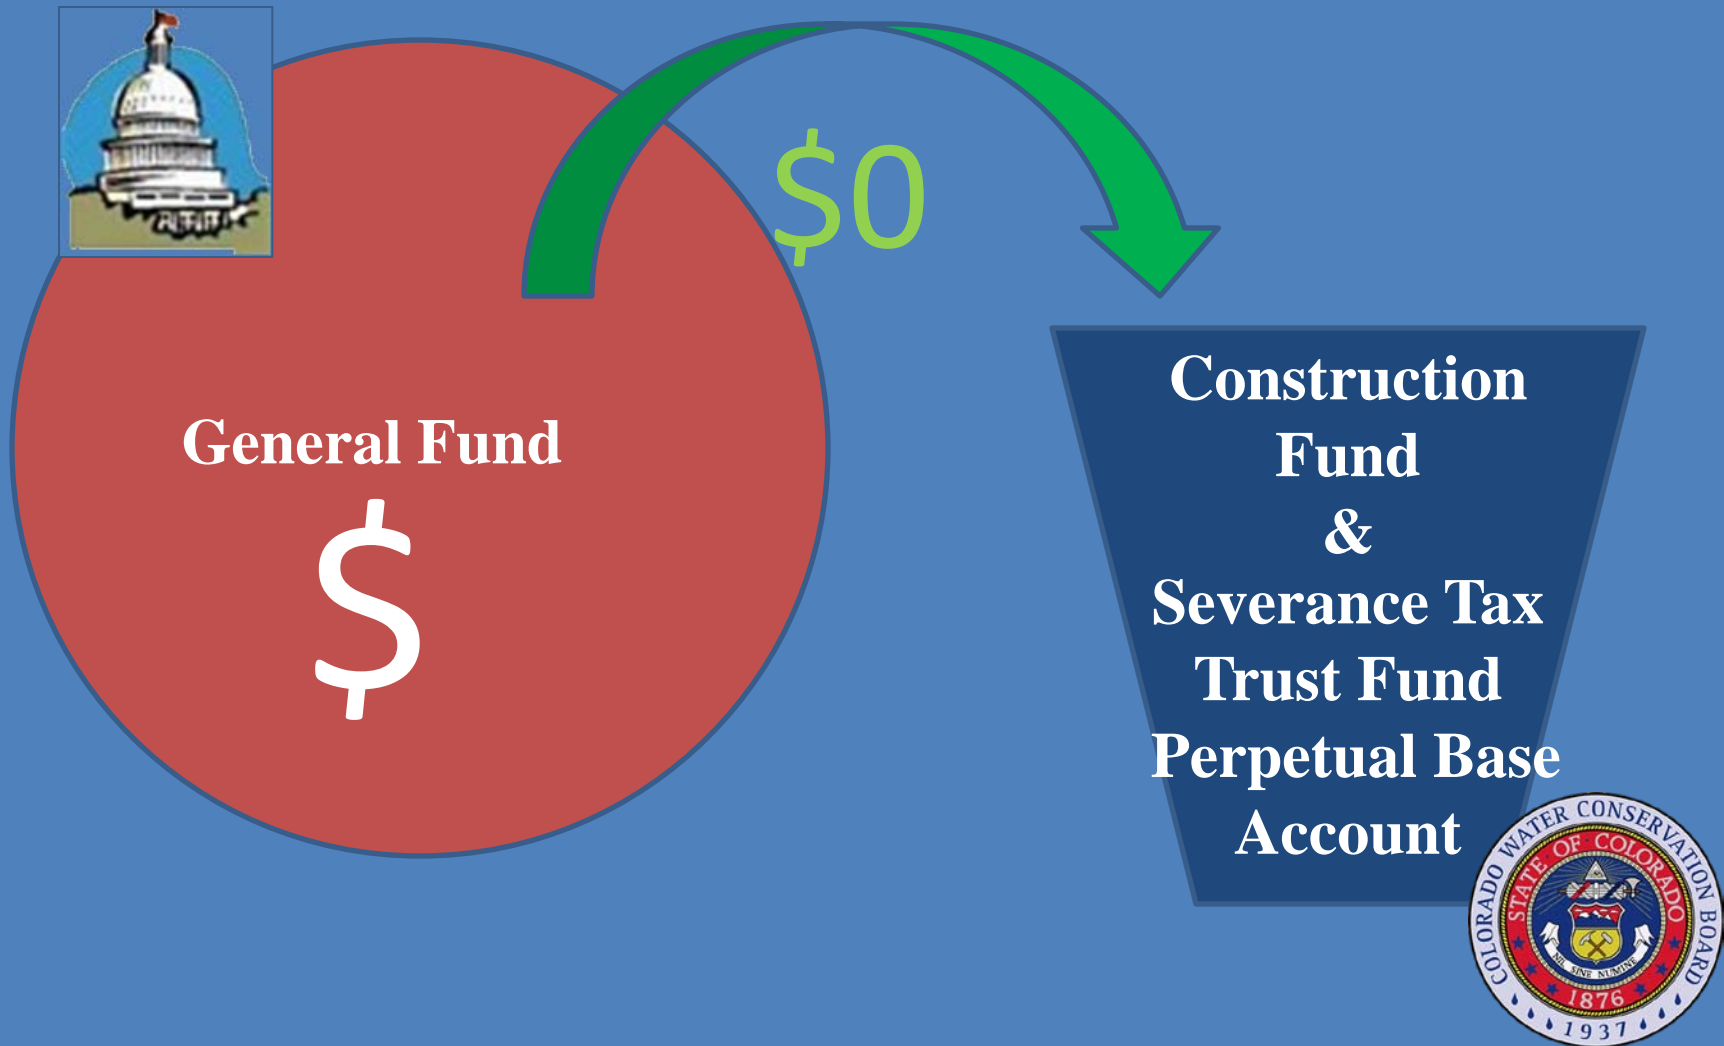 $0
General Fund
$
Construction
Fund
&
Severance Tax
Trust Fund
Perpetual Base
Account
COLORADO WATER CONSERVATION BOARD
STATE OF COLORADO
NIL SINE NUMINE
1876
1937